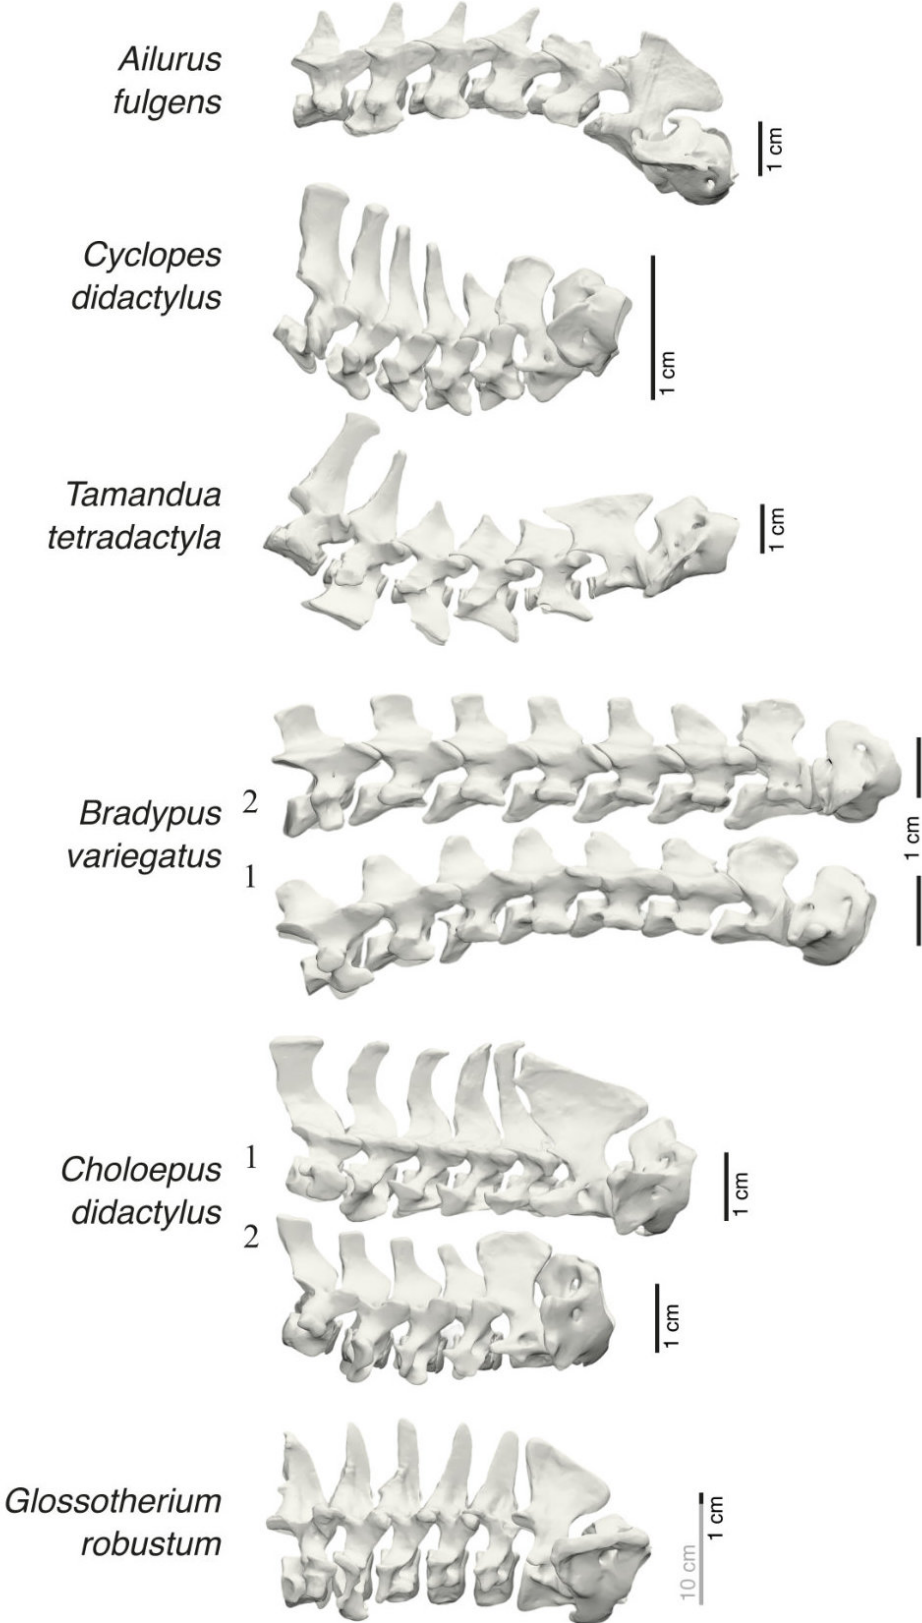 Ailurus
fulgens
1 cm
Cyclopes
didactylus
1 cm
Tamandua
tetradactyla
1 cm
Bradypus
variegatus
2
1
1 cm
Choloepus
didactylus
1
2
1 cm
1 cm
Glossotherium
robustum
10 cm
1 cm